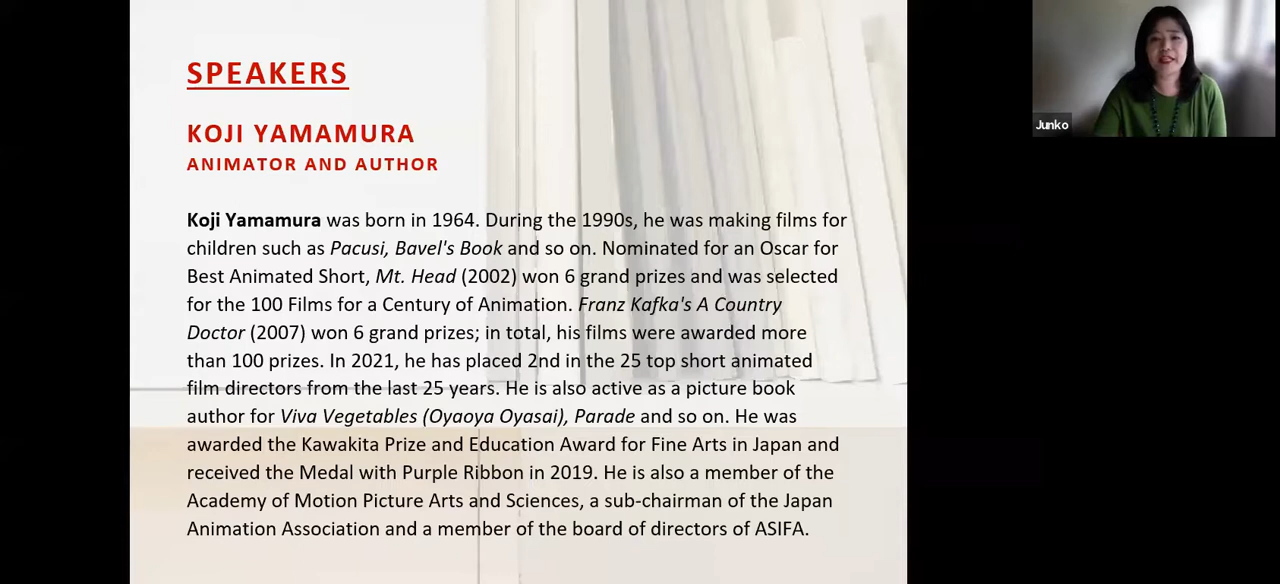 SPEAKERS
KOJI YAMAMURA
ANIMATOR AND AUTHOR
Koji Yamamura was born in 1964. During the 1990s, he was making films for
children such as Pacusi, Bavel's Book and so on. Nominated for an Oscar for
Best Animated Short, Mt. Head (2002) won 6 grand prizes and was selected
for the 100 Films for a Century of Animation. Franz Kafka's A Country
Doctor (2007) won 6 grand prizes; in total, his films were awarded more
than 100 prizes. In 2021, he has placed 2nd in the 25 top short animated
film directors from the last 25 years. He is also active as a picture book
author for Viva Vegetables (Oyaoya Oyasai), Parade and so on. He was
awarded the Kawakita Prize and Education Award for Fine Arts in Japan and
received the Medal with Purple Ribbon in 2019. He is also a member of the
Academy of Motion Picture Arts and Sciences, a sub-chairman of the Japan
Animation Association and a member of the board of directors of ASIFA.
Junko